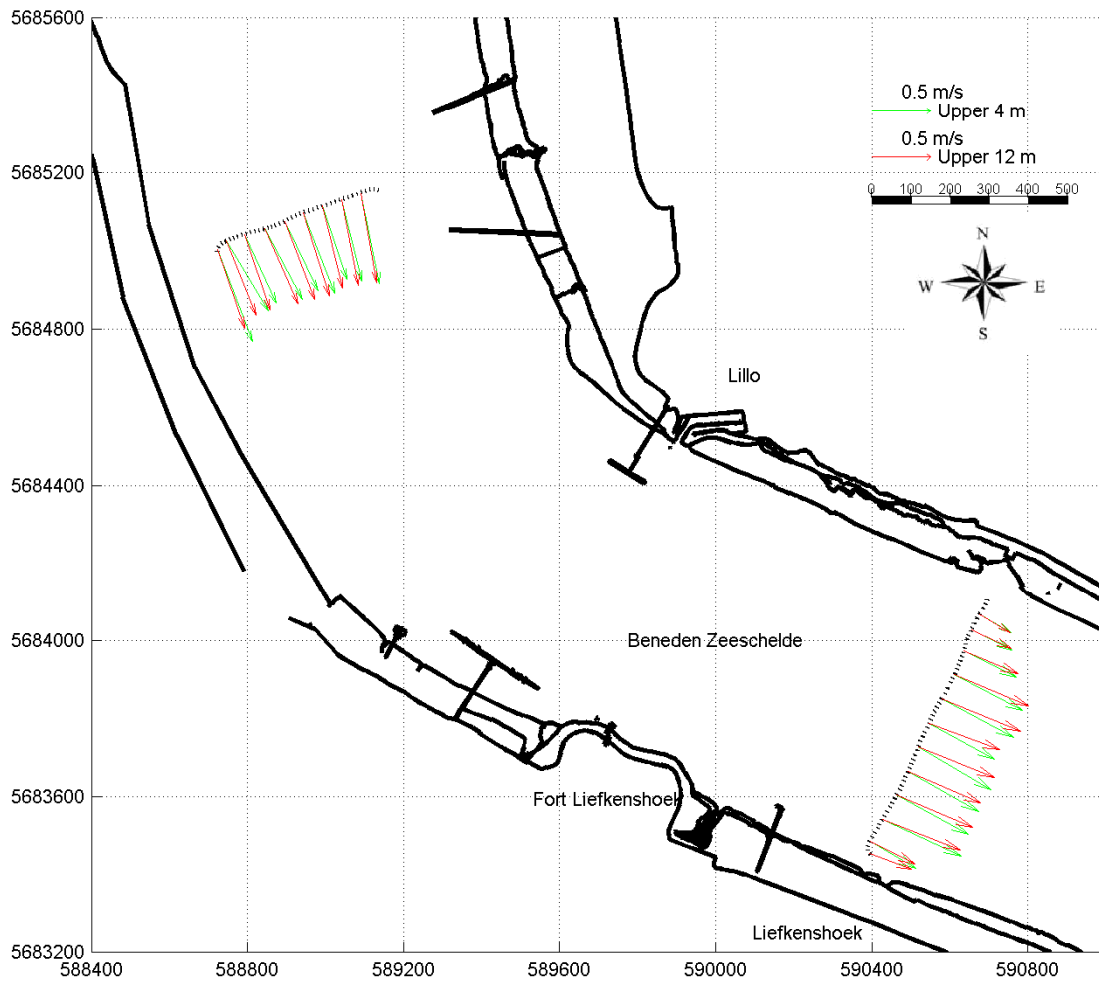 5685600
5685200
5684800
5684400
5684000
5683600
5683200
588400 588800 589200 589600 590000 590400 590800
0.5 m/s
Upper 4 m
0.5 m/s
Upper 12 m
0 100 200 300 400 500
N
W E
S
Lillo
Beneden Zeeschelde
Fort Liefkenshoek
Liefkenshoek